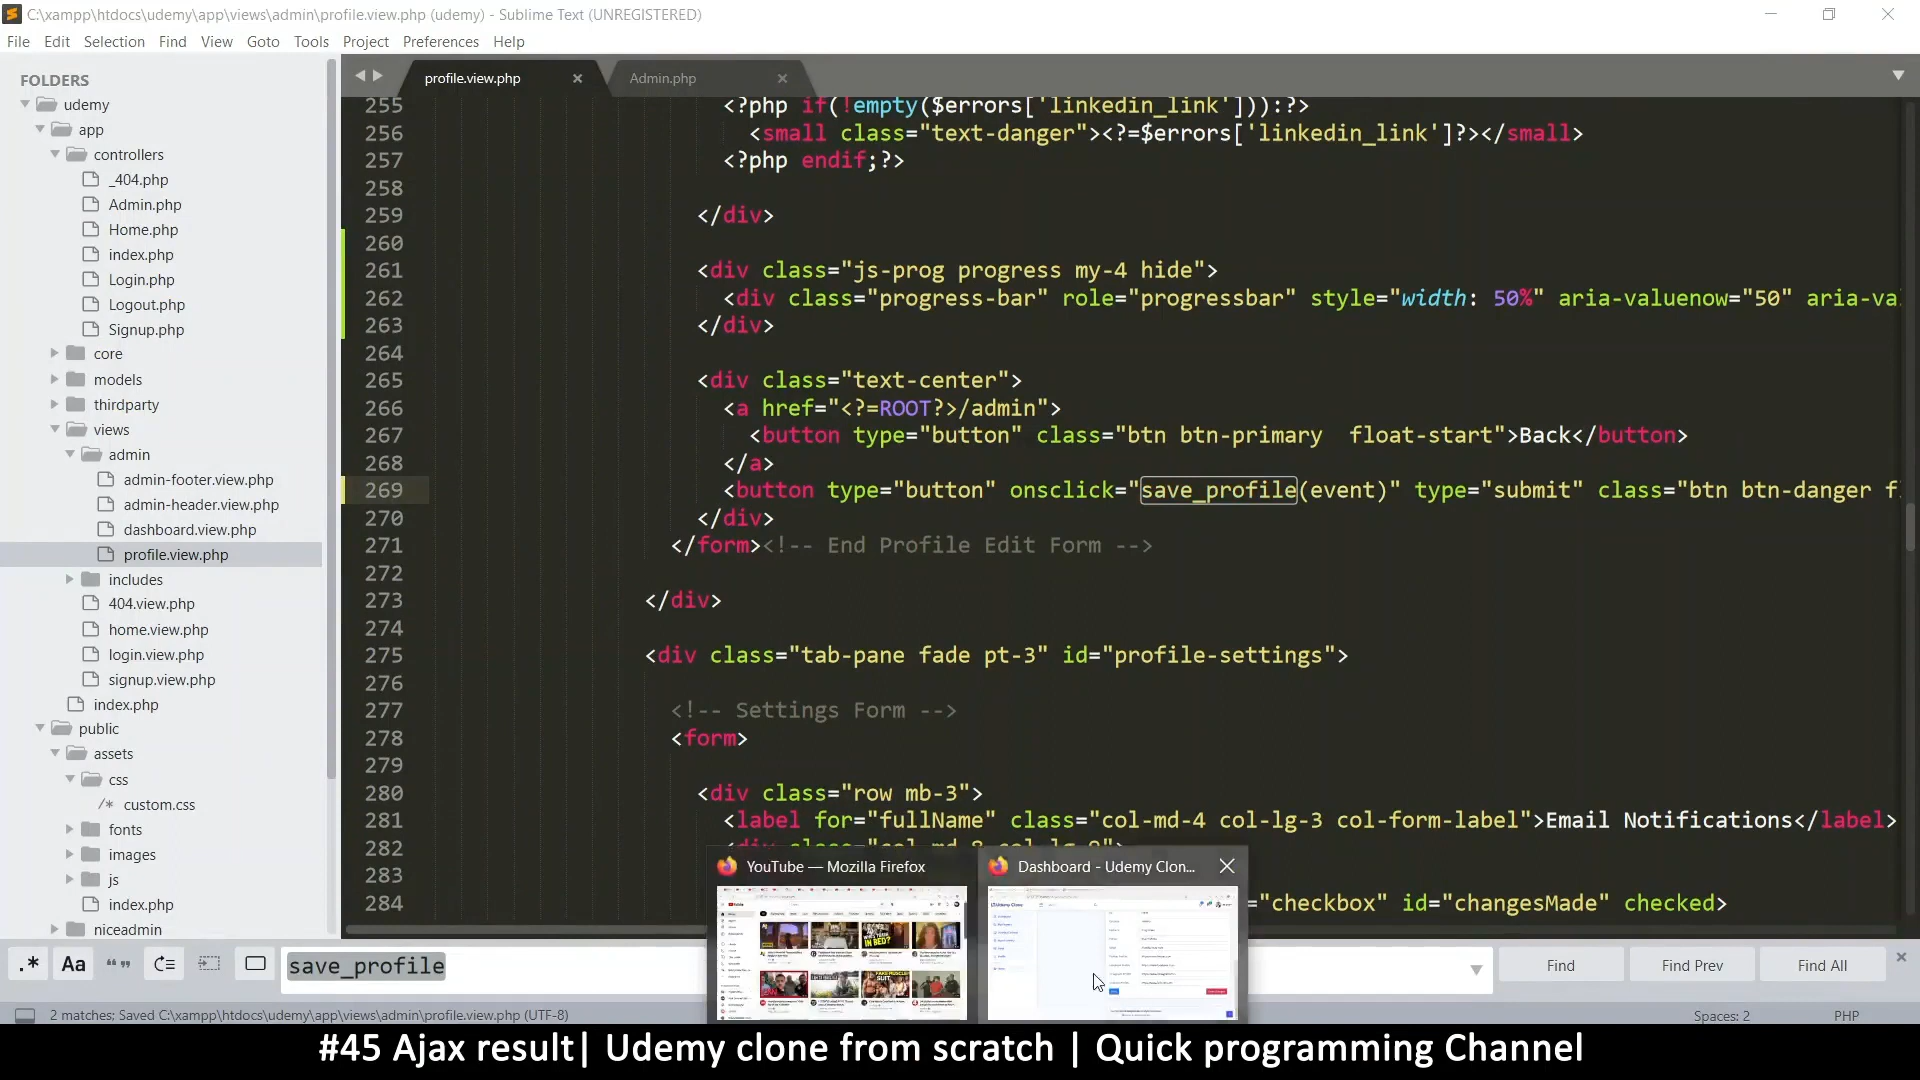 C:\xampp\htdocs\udemy\app\views\admin\profile.view.php (udemy) - Sublime Text (UNREGISTERED)
File Edit Selection Find View Goto Tools Project Preferences Help
FOLDERS
udemy
app
controllers
_404.php
Admin.php
Home.php
index.php
Login.php
Logout.php
Signup.php
core
models
thirdparty
views
admin
admin-footer.view.php
admin-header.view.php
dashboard.view.php
profile.view.php
includes
404.view.php
home.view.php
login.view.php
signup.view.php
index.php
public
assets
css
/* custom.css
fonts
images
js
index.php
niceadmin
profile.view.php Admin.php
255 <?php if(!empty($errors['linkedin_link'])):?>
256 <small class="text-danger"><?=$errors['linkedin_link']?></small>
257 <?php endif;?>
258
259 </div>
260
261 <div class="js-prog progress my-4 hide">
262 <div class="progress-bar" role="progressbar" style="width: 50%" aria-valuenow="50" aria-va
263 </div>
264
265 <div class="text-center">
266 <a href="<?=ROOT?>/admin">
267 <button type="button" class="btn btn-primary  float-start">Back</button>
268 </a>
269 <button type="button" onsclick="save_profile(event)" type="submit" class="btn btn-danger f
270 </div>
271 </form><!-- End Profile Edit Form -->
272
273 </div>
274
275 <div class="tab-pane fade pt-3" id="profile-settings">
276
277 <!-- Settings Form -->
278 <form>
279
280 <div class="row mb-3">
281 <label for="fullName" class="col-md-4 col-lg-3 col-form-label">Email Notifications</label>
282 <div class="col-md-8 col-lg-9">
283
284 ="checkbox" id="changesMade" checked>
YouTube — Mozilla Firefox
Dashboard - Udemy Clon...
.* Aa “ ” save_profile Find Find Prev Find All
2 matches; Saved C:\xampp\htdocs\udemy\app\views\admin\profile.view.php (UTF-8) Spaces: 2 PHP
#45 Ajax result| Udemy clone from scratch | Quick programming Channel